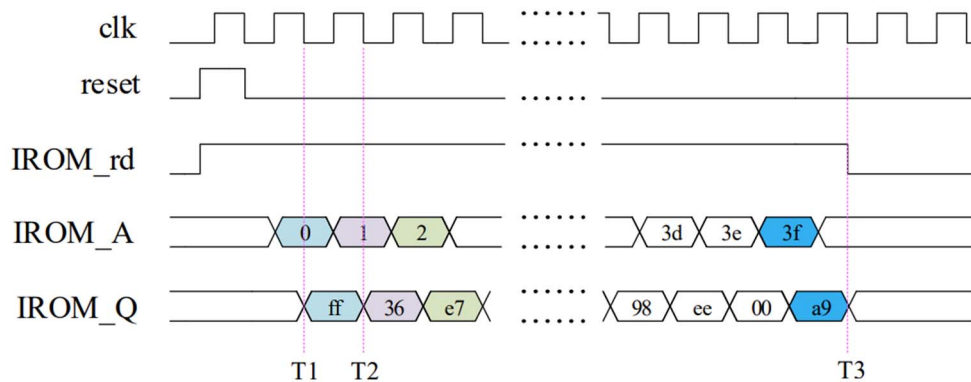 clk
reset
IROM_rd
IROM_A 0 1 2 3d 3e 3f
IROM_Q ff 36 e7 98 ee 00 a9
T1 T2 T3